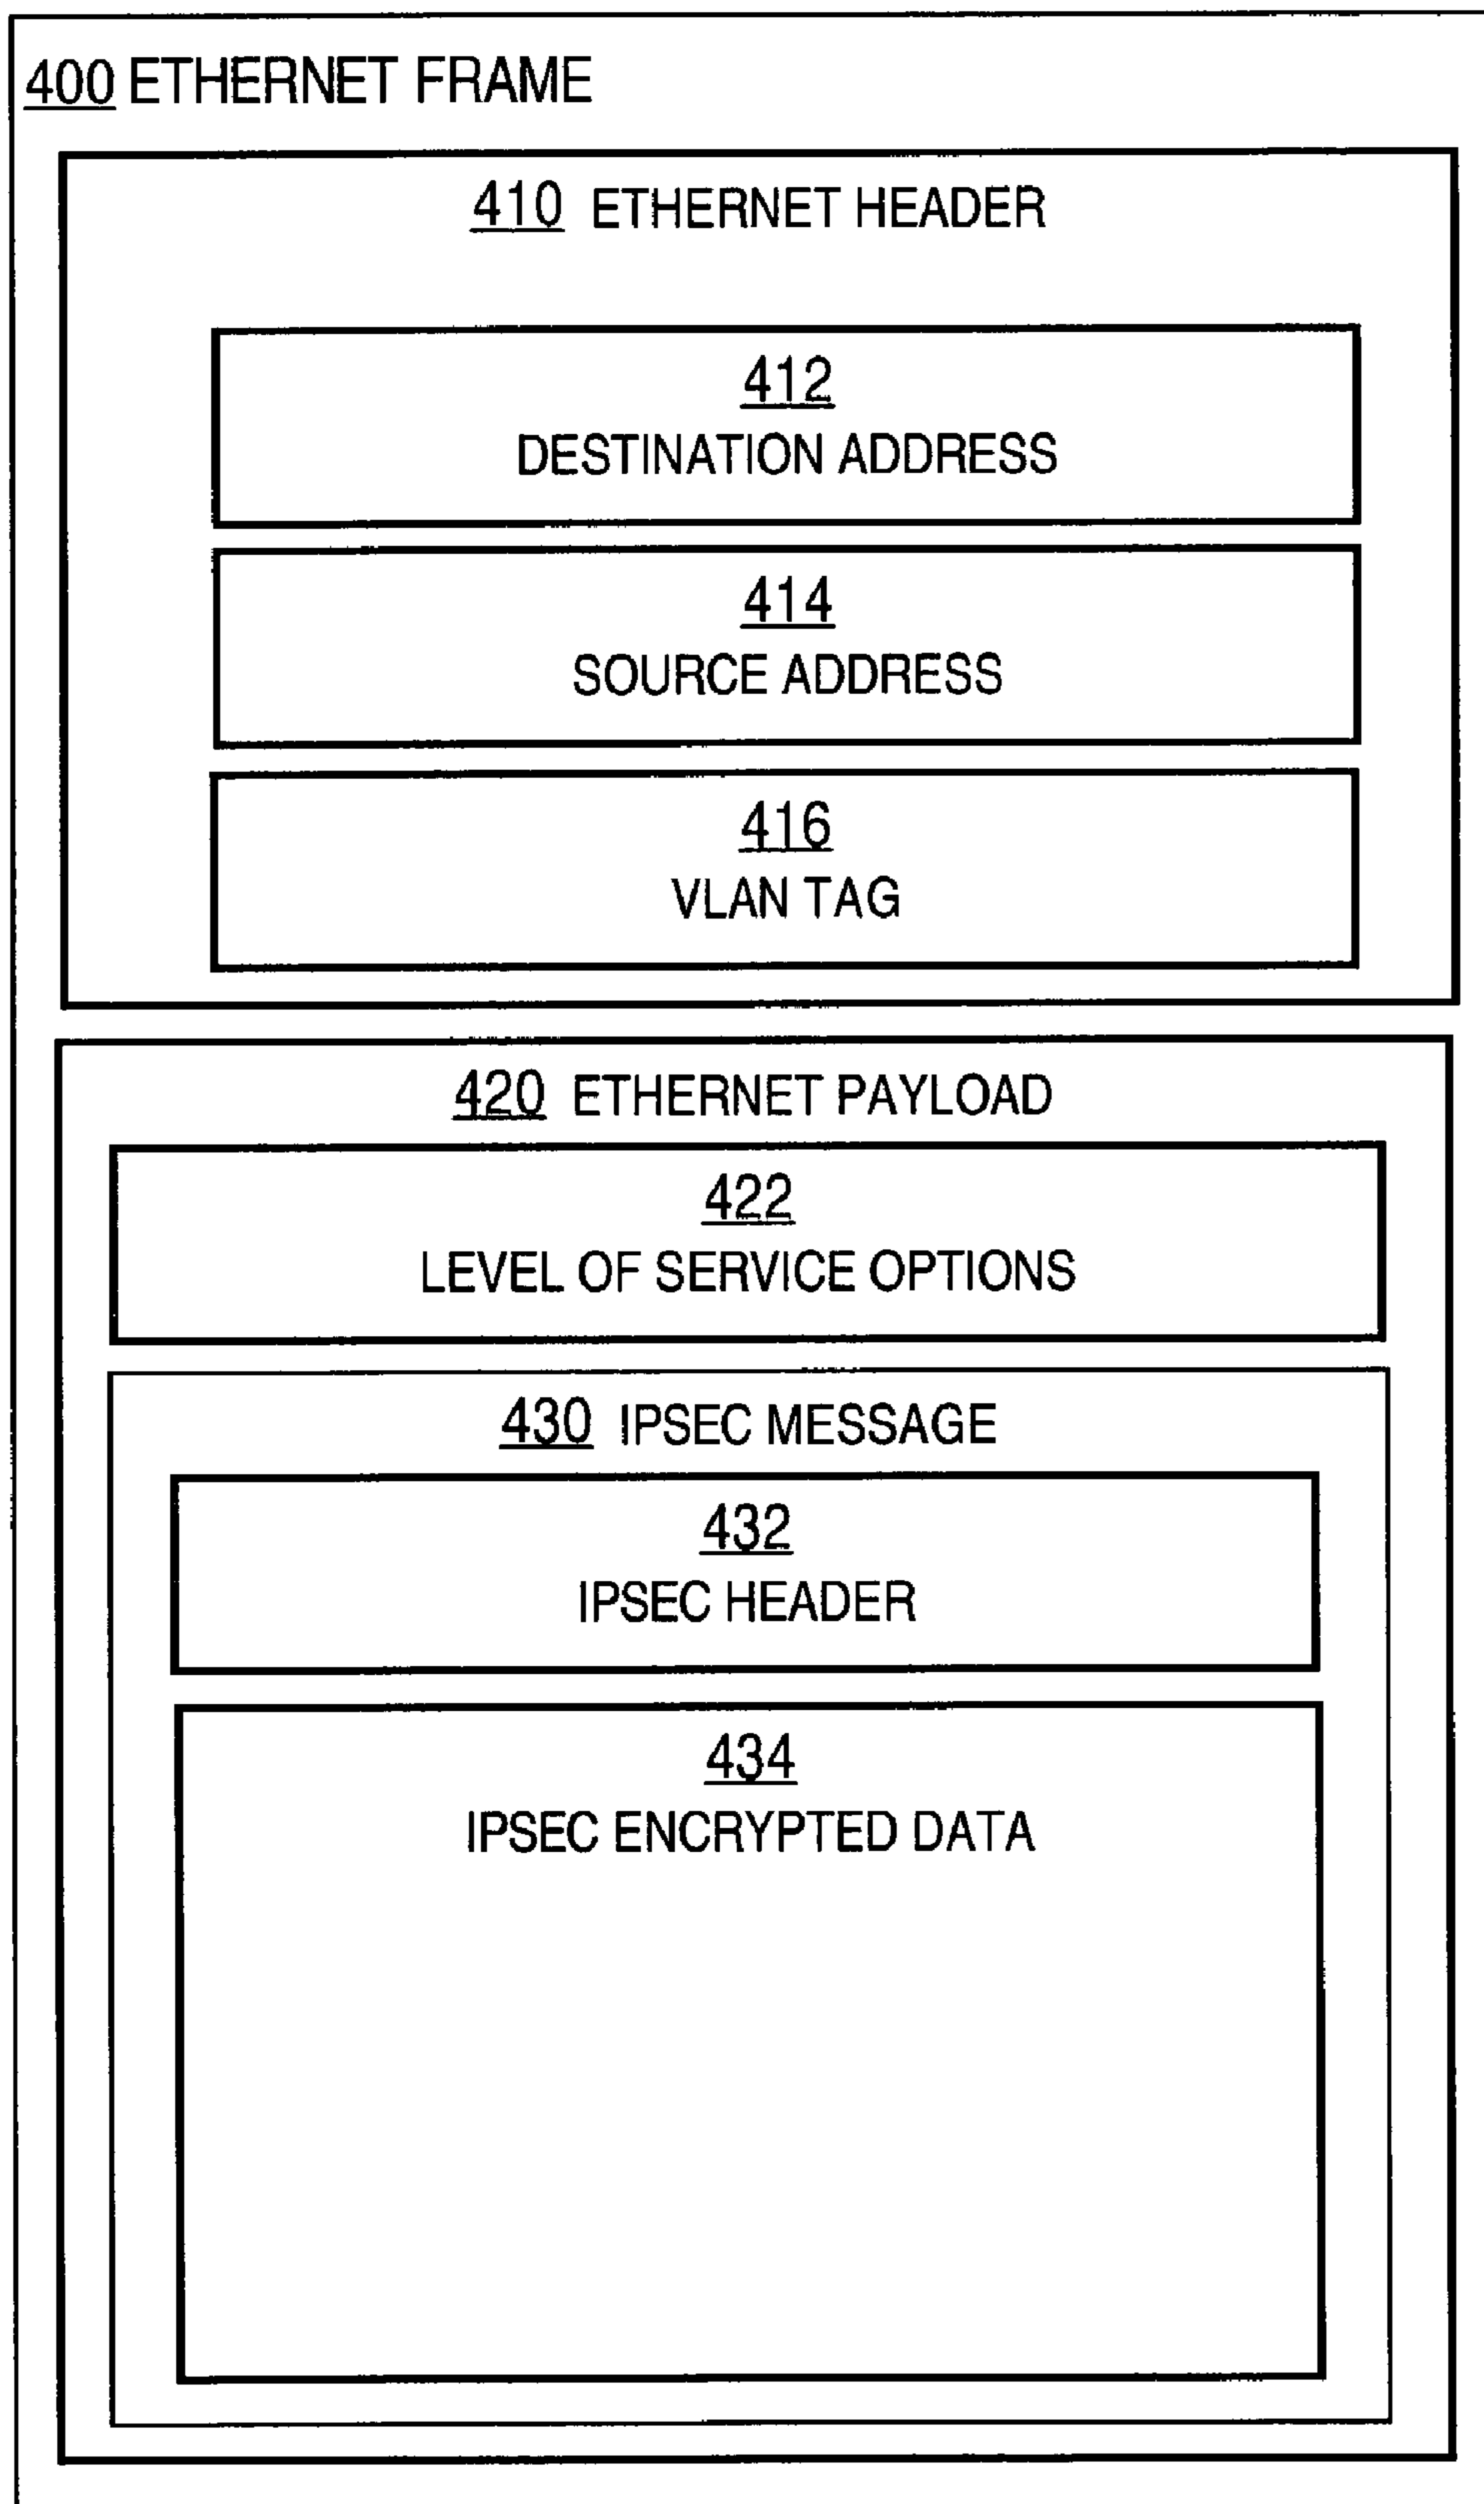 400 ETHERNET FRAME
410 ETHERNET HEADER
412
DESTINATION ADDRESS
414
SOURCE ADDRESS
416
VLAN TAG
420 ETHERNET PAYLOAD
422
LEVEL OF SERVICE OPTIONS
430 IPSEC MESSAGE
432
IPSEC HEADER
434
IPSEC ENCRYPTED DATA